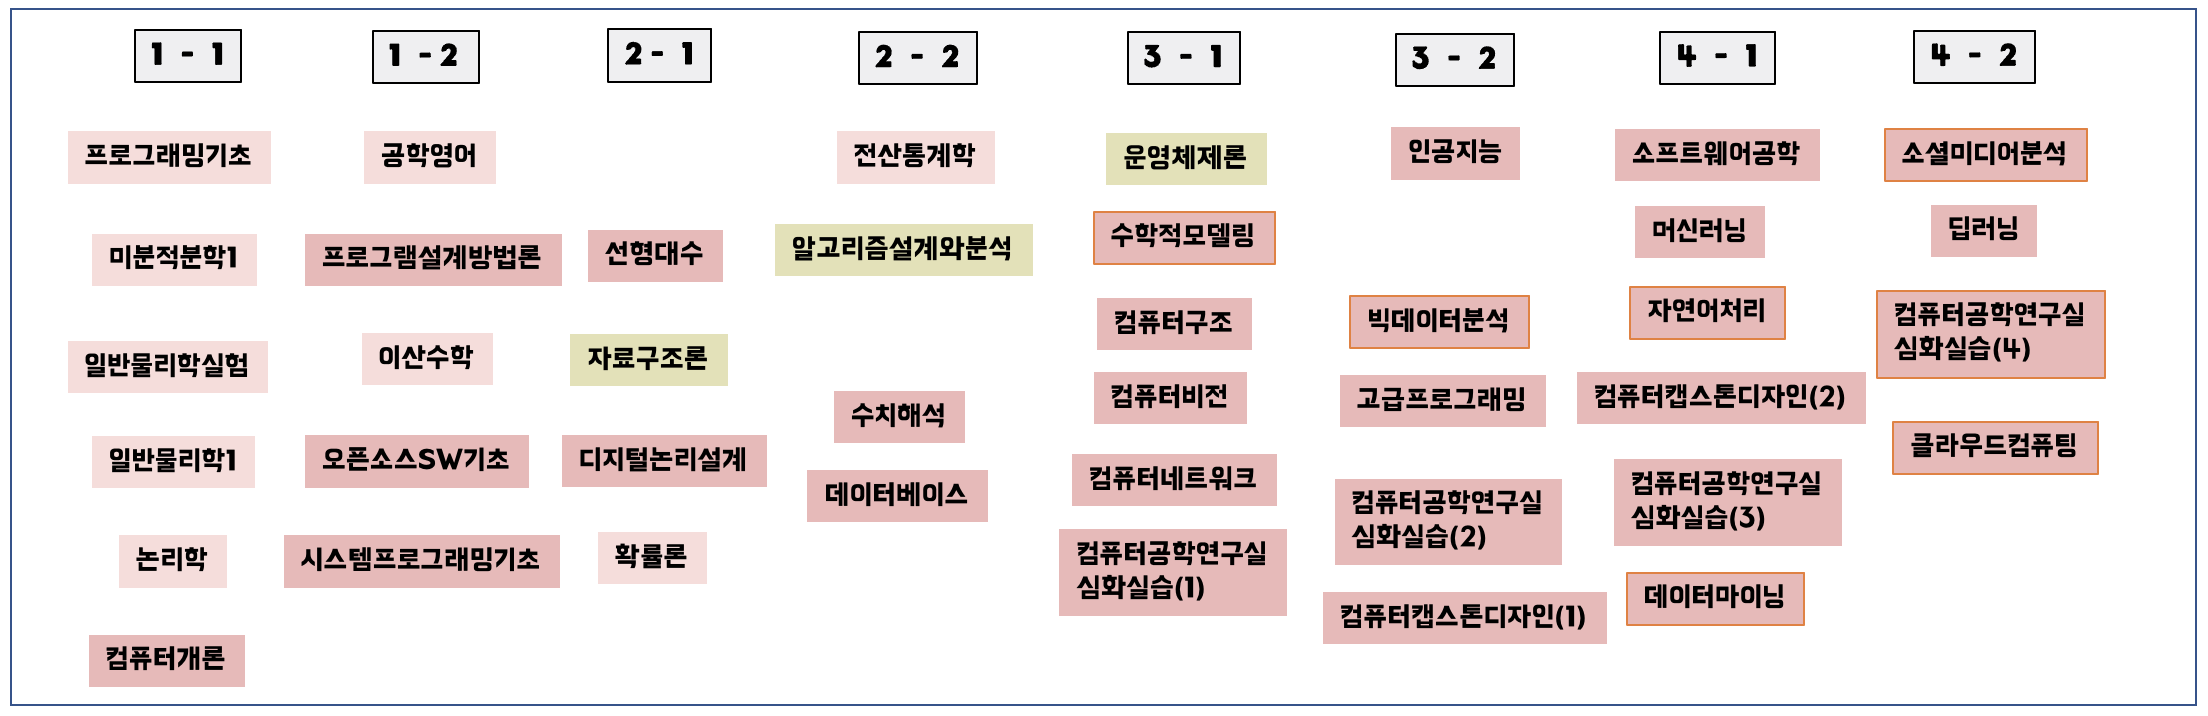 1 - 1
프로그래밍기초
미분적분학1
일반물리학실험
일반물리학1
논리학
컴퓨터개론
1 - 2
공학영어
프로그램설계방법론
이산수학
오픈소스SW기초
시스템프로그래밍기초
2 - 1
선형대수
자료구조론
디지털논리설계
확률론
2 - 2
전산통계학
알고리즘설계와분석
수치해석
데이터베이스
3 - 1
운영체제론
수학적모델링
컴퓨터구조
컴퓨터비전
컴퓨터네트워크
컴퓨터공학연구실
심화실습(1)
3 - 2
인공지능
빅데이터분석
고급프로그래밍
컴퓨터공학연구실
심화실습(2)
컴퓨터캡스톤디자인(1)
4 - 1
소프트웨어공학
머신러닝
자연어처리
컴퓨터캡스톤디자인(2)
컴퓨터공학연구실
심화실습(3)
데이터마이닝
4 - 2
소셜미디어분석
딥러닝
컴퓨터공학연구실
심화실습(4)
클라우드컴퓨팅